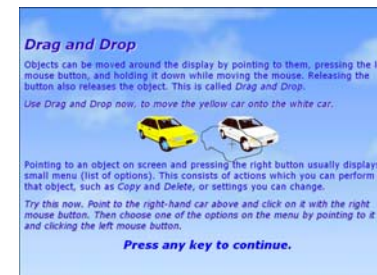 Drag and Drop
Objects can be moved around the display by pointing to them, pressing the
mouse button, and holding it down while moving the mouse. Releasing the
button also releases the object. This is called Drag and Drop.
Use Drag and Drop now, to move the yellow car onto the white car.
Pointing to an object on screen and pressing the right button usually displays
small menu (list of options). This consists of actions which you can perform
that object, such as Copy and Delete, or settings you can change.
Try this now. Point to the right-hand car above and click on it with the right
mouse button. Then choose one of the options on the menu by pointing to it
and clicking the left mouse button.
Press any key to continue.